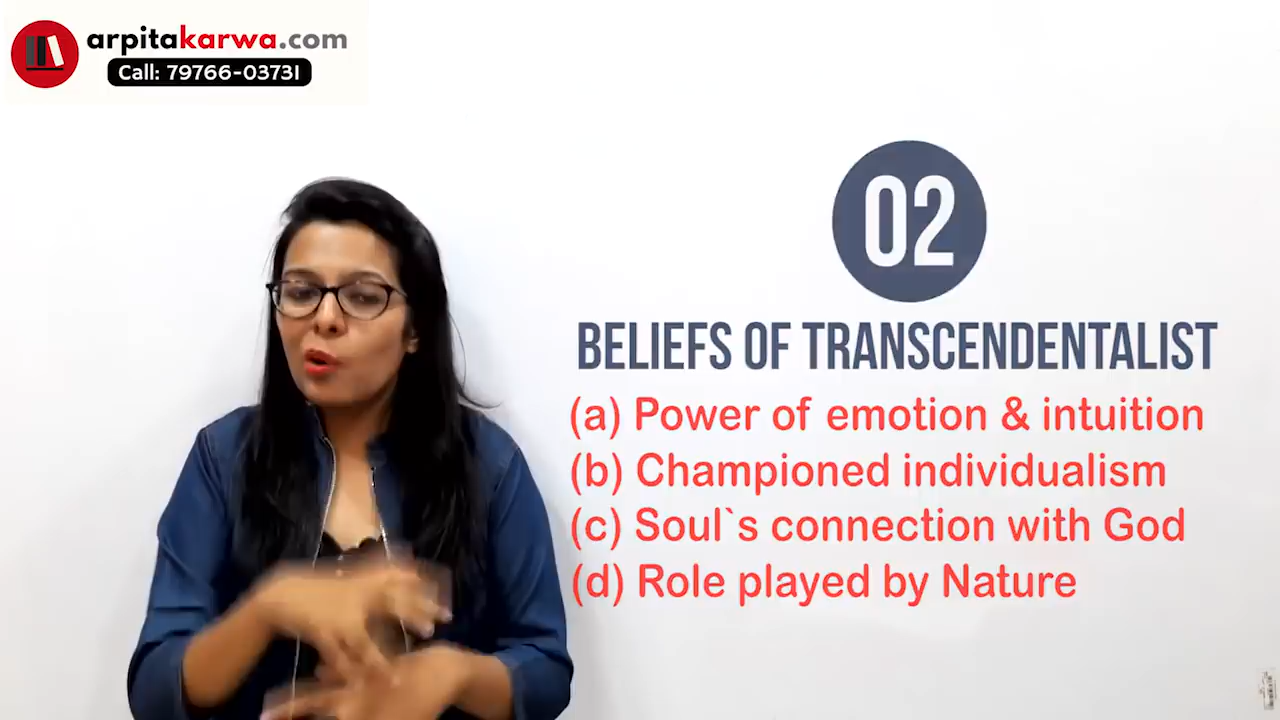 arpitakarwa.com
Call: 79766-03731
02
BELIEFS OF TRANSCENDENTALIST
(a) Power of emotion & intuition
(b) Championed individualism
(c) Soul`s connection with God
(d) Role played by Nature